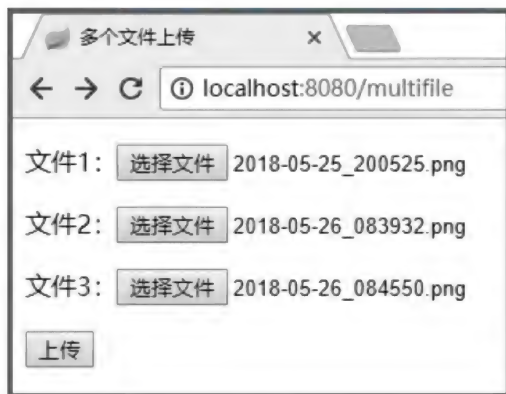 多个文件上传
localhost:8080/multifile
文件1： 选择文件 2018-05-25_200525.png
文件2： 选择文件 2018-05-26_083932.png
文件3： 选择文件 2018-05-26_084550.png
上传